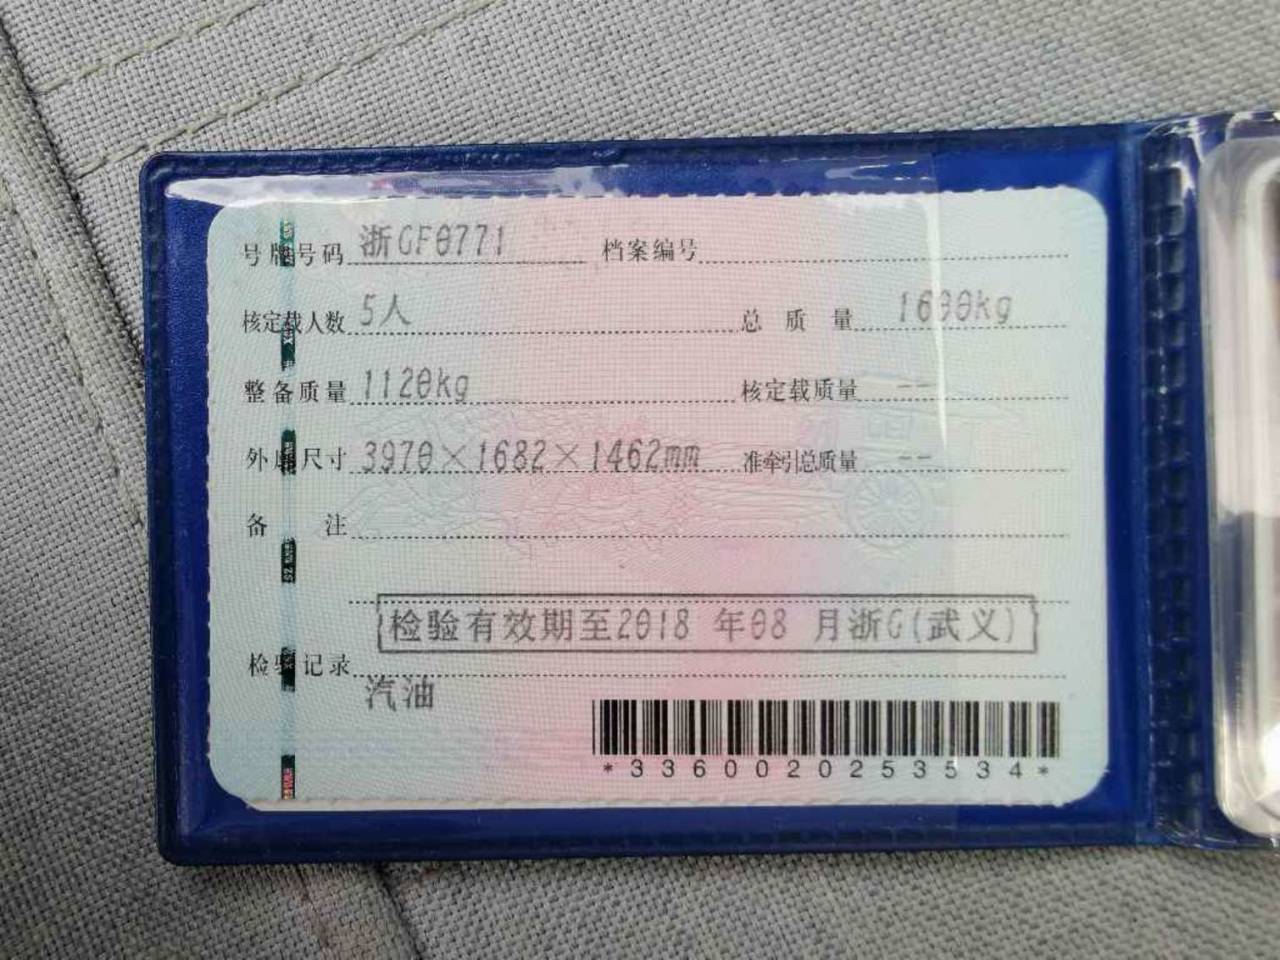 号牌号码 浙GF0771 档案编号
核定载人数 5人 总质量 1600kg
整备质量 1120kg 核定载质量 --
外廓尺寸 3970×1682×1462mm 准牵引总质量 --
备注
检验有效期至2018 年08 月浙G(武义)
检验记录
汽油
*3360020253534*